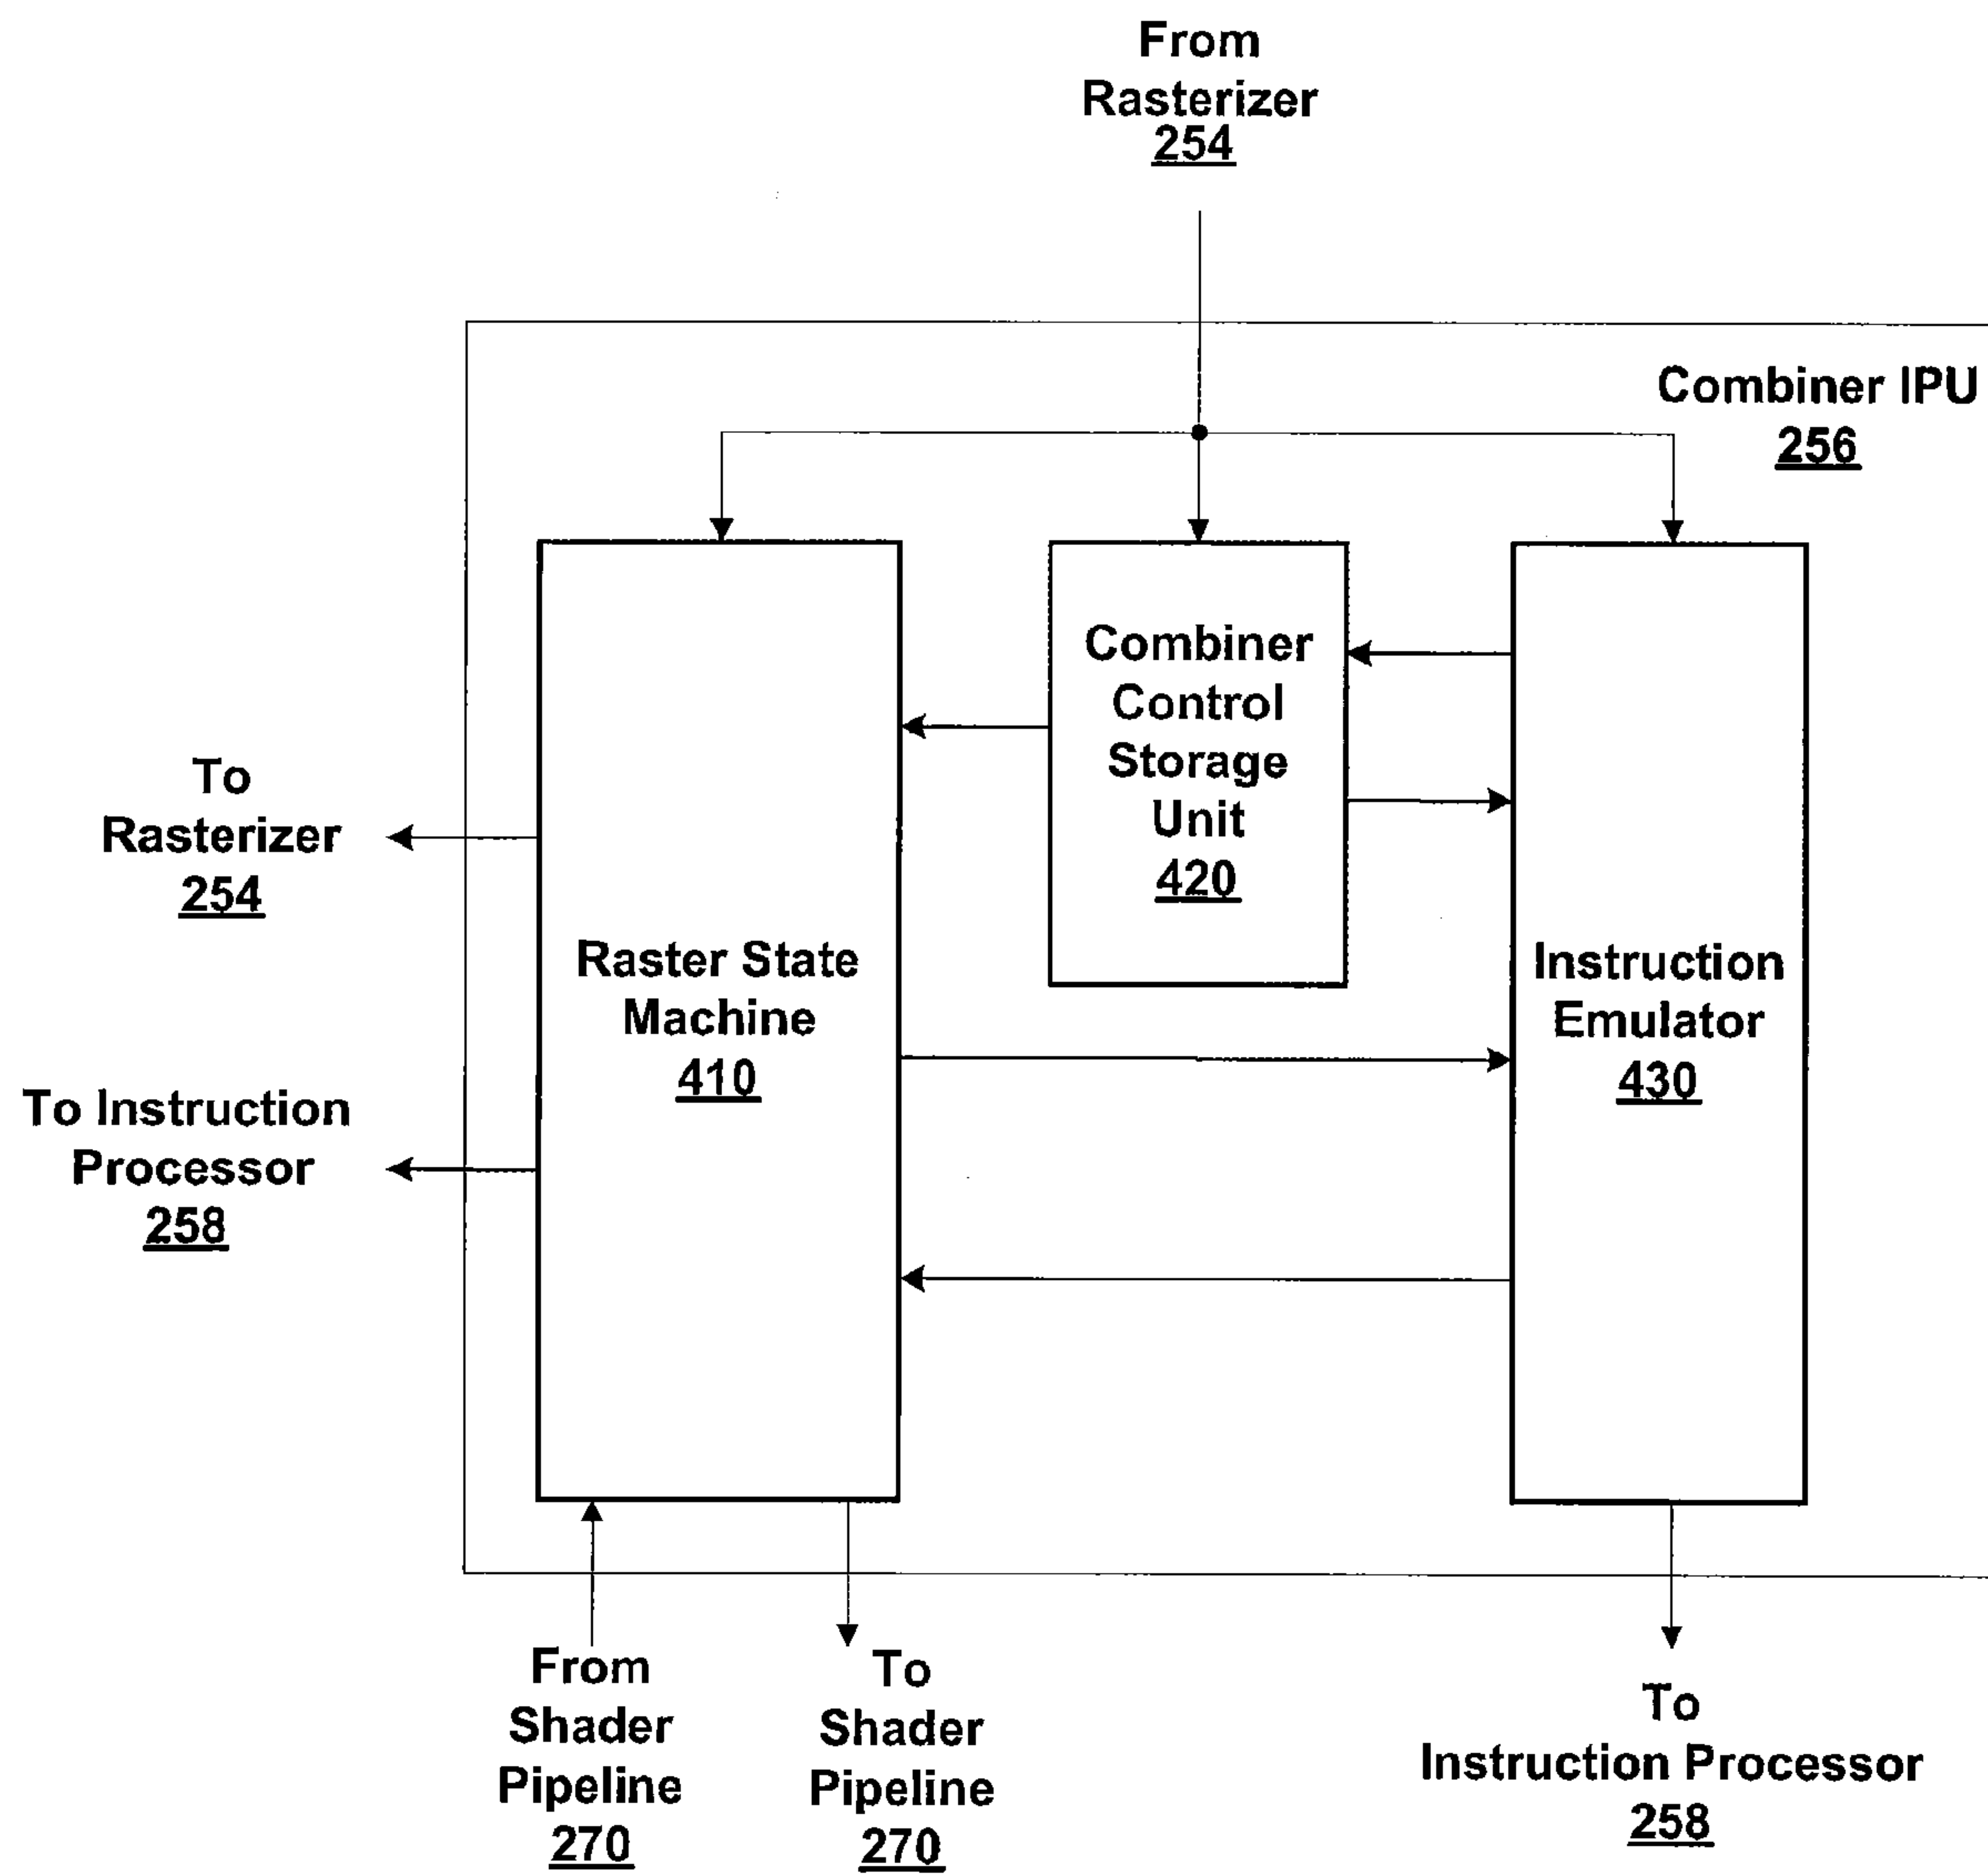 From
Rasterizer
254
Combiner IPU
256
Combiner
Control
Storage
Unit
420
To
Rasterizer
254
Raster State
Machine
410
Instruction
Emulator
430
To Instruction
Processor
258
From
Shader
Pipeline
270
To
Shader
Pipeline
270
To
Instruction Processor
258